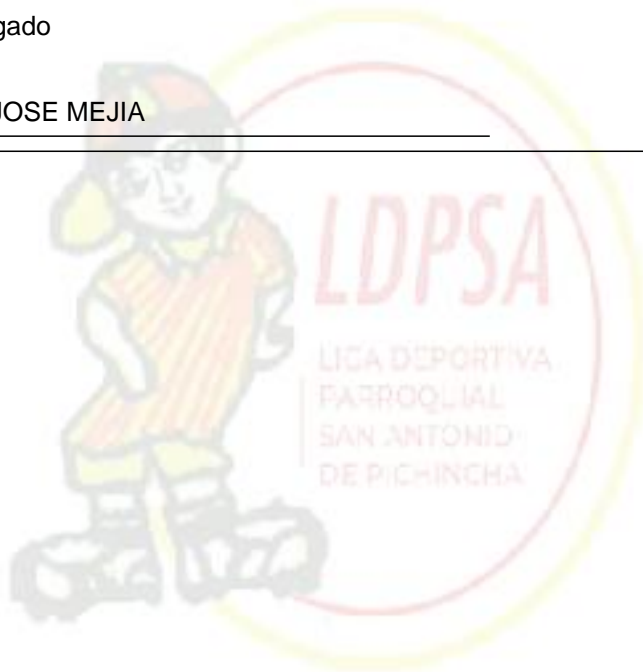 gado
JOSE MEJIA
LDPSA
LIGA DEPORTIVA
PARROQUIAL
SAN ANTONIO
DE PICHINCHA